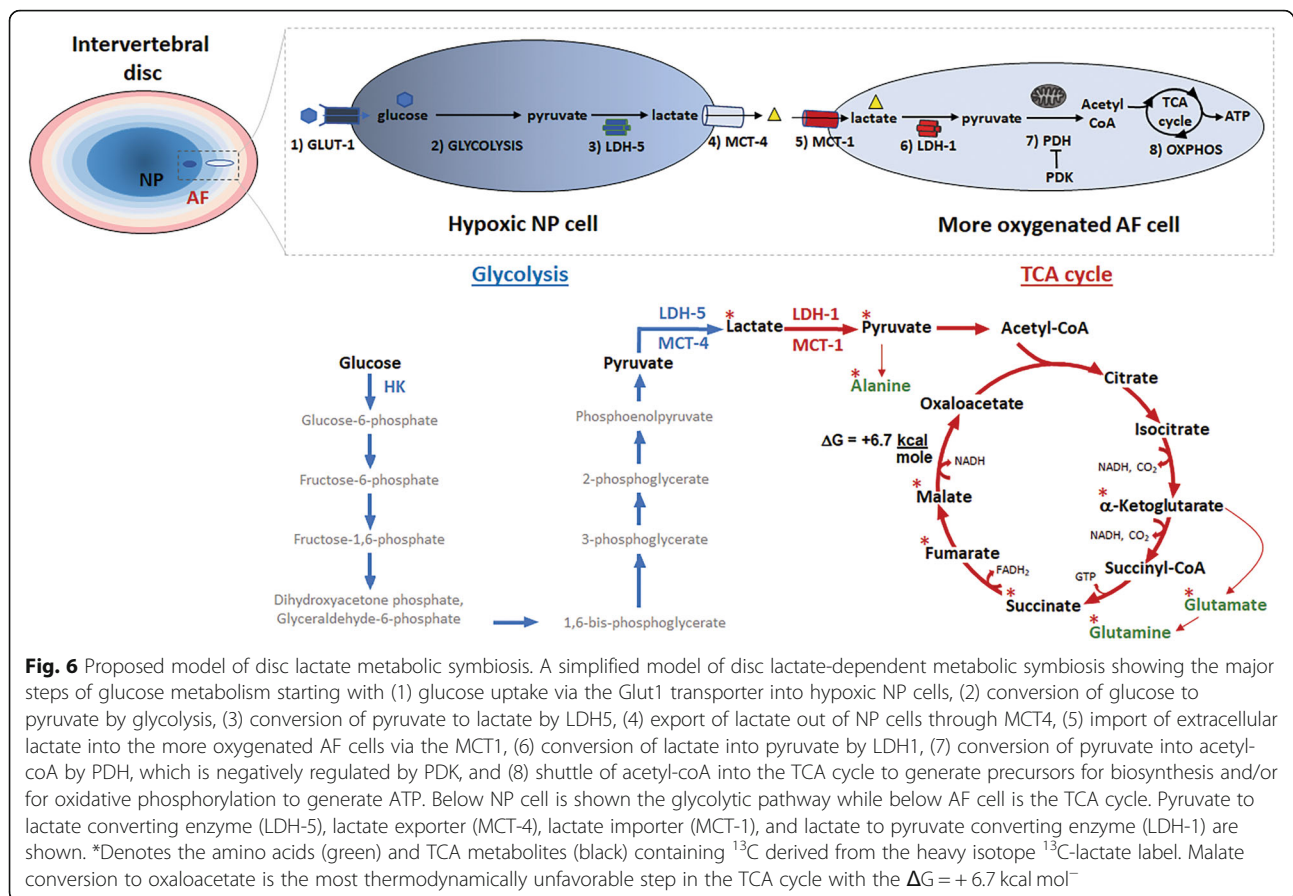 Intervertebral
disc
NP
AF
1) GLUT-1
glucose
2) GLYCOLYSIS
pyruvate
3) LDH-5
lactate
4) MCT-4
5) MCT-1
lactate
6) LDH-1
pyruvate
7) PDH
PDK
Acetyl
CoA
TCA
cycle
ATP
8) OXPHOS
Hypoxic NP cell
More oxygenated AF cell
Glycolysis
TCA cycle
Glucose
HK
Glucose-6-phosphate
Fructose-6-phosphate
Fructose-1,6-phosphate
Dihydroxyacetone phosphate,
Glyceraldehyde-6-phosphate
1,6-bis-phosphoglycerate
3-phosphoglycerate
2-phosphoglycerate
Phosphoenolpyruvate
Pyruvate
LDH-5
MCT-4
* Lactate
LDH-1
MCT-1
* Pyruvate
* Alanine
Acetyl-CoA
Citrate
Isocitrate
NADH, CO₂
* α-Ketoglutarate
NADH, CO₂
Succinyl-CoA
GTP
* Succinate
* Glutamate
* Glutamine
FADH₂
* Fumarate
* Malate
NADH
ΔG = +6.7 kcal
mole
Oxaloacetate
Fig. 6 Proposed model of disc lactate metabolic symbiosis. A simplified model of disc lactate-dependent metabolic symbiosis showing the major
steps of glucose metabolism starting with (1) glucose uptake via the Glut1 transporter into hypoxic NP cells, (2) conversion of glucose to
pyruvate by glycolysis, (3) conversion of pyruvate to lactate by LDH5, (4) export of lactate out of NP cells through MCT4, (5) import of extracellular
lactate into the more oxygenated AF cells via the MCT1, (6) conversion of lactate into pyruvate by LDH1, (7) conversion of pyruvate into acetyl-
coA by PDH, which is negatively regulated by PDK, and (8) shuttle of acetyl-coA into the TCA cycle to generate precursors for biosynthesis and/or
for oxidative phosphorylation to generate ATP. Below NP cell is shown the glycolytic pathway while below AF cell is the TCA cycle. Pyruvate to
lactate converting enzyme (LDH-5), lactate exporter (MCT-4), lactate importer (MCT-1), and lactate to pyruvate converting enzyme (LDH-1) are
shown. *Denotes the amino acids (green) and TCA metabolites (black) containing ¹³C derived from the heavy isotope ¹³C-lactate label. Malate
conversion to oxaloacetate is the most thermodynamically unfavorable step in the TCA cycle with the ΔG = + 6.7 kcal mol⁻